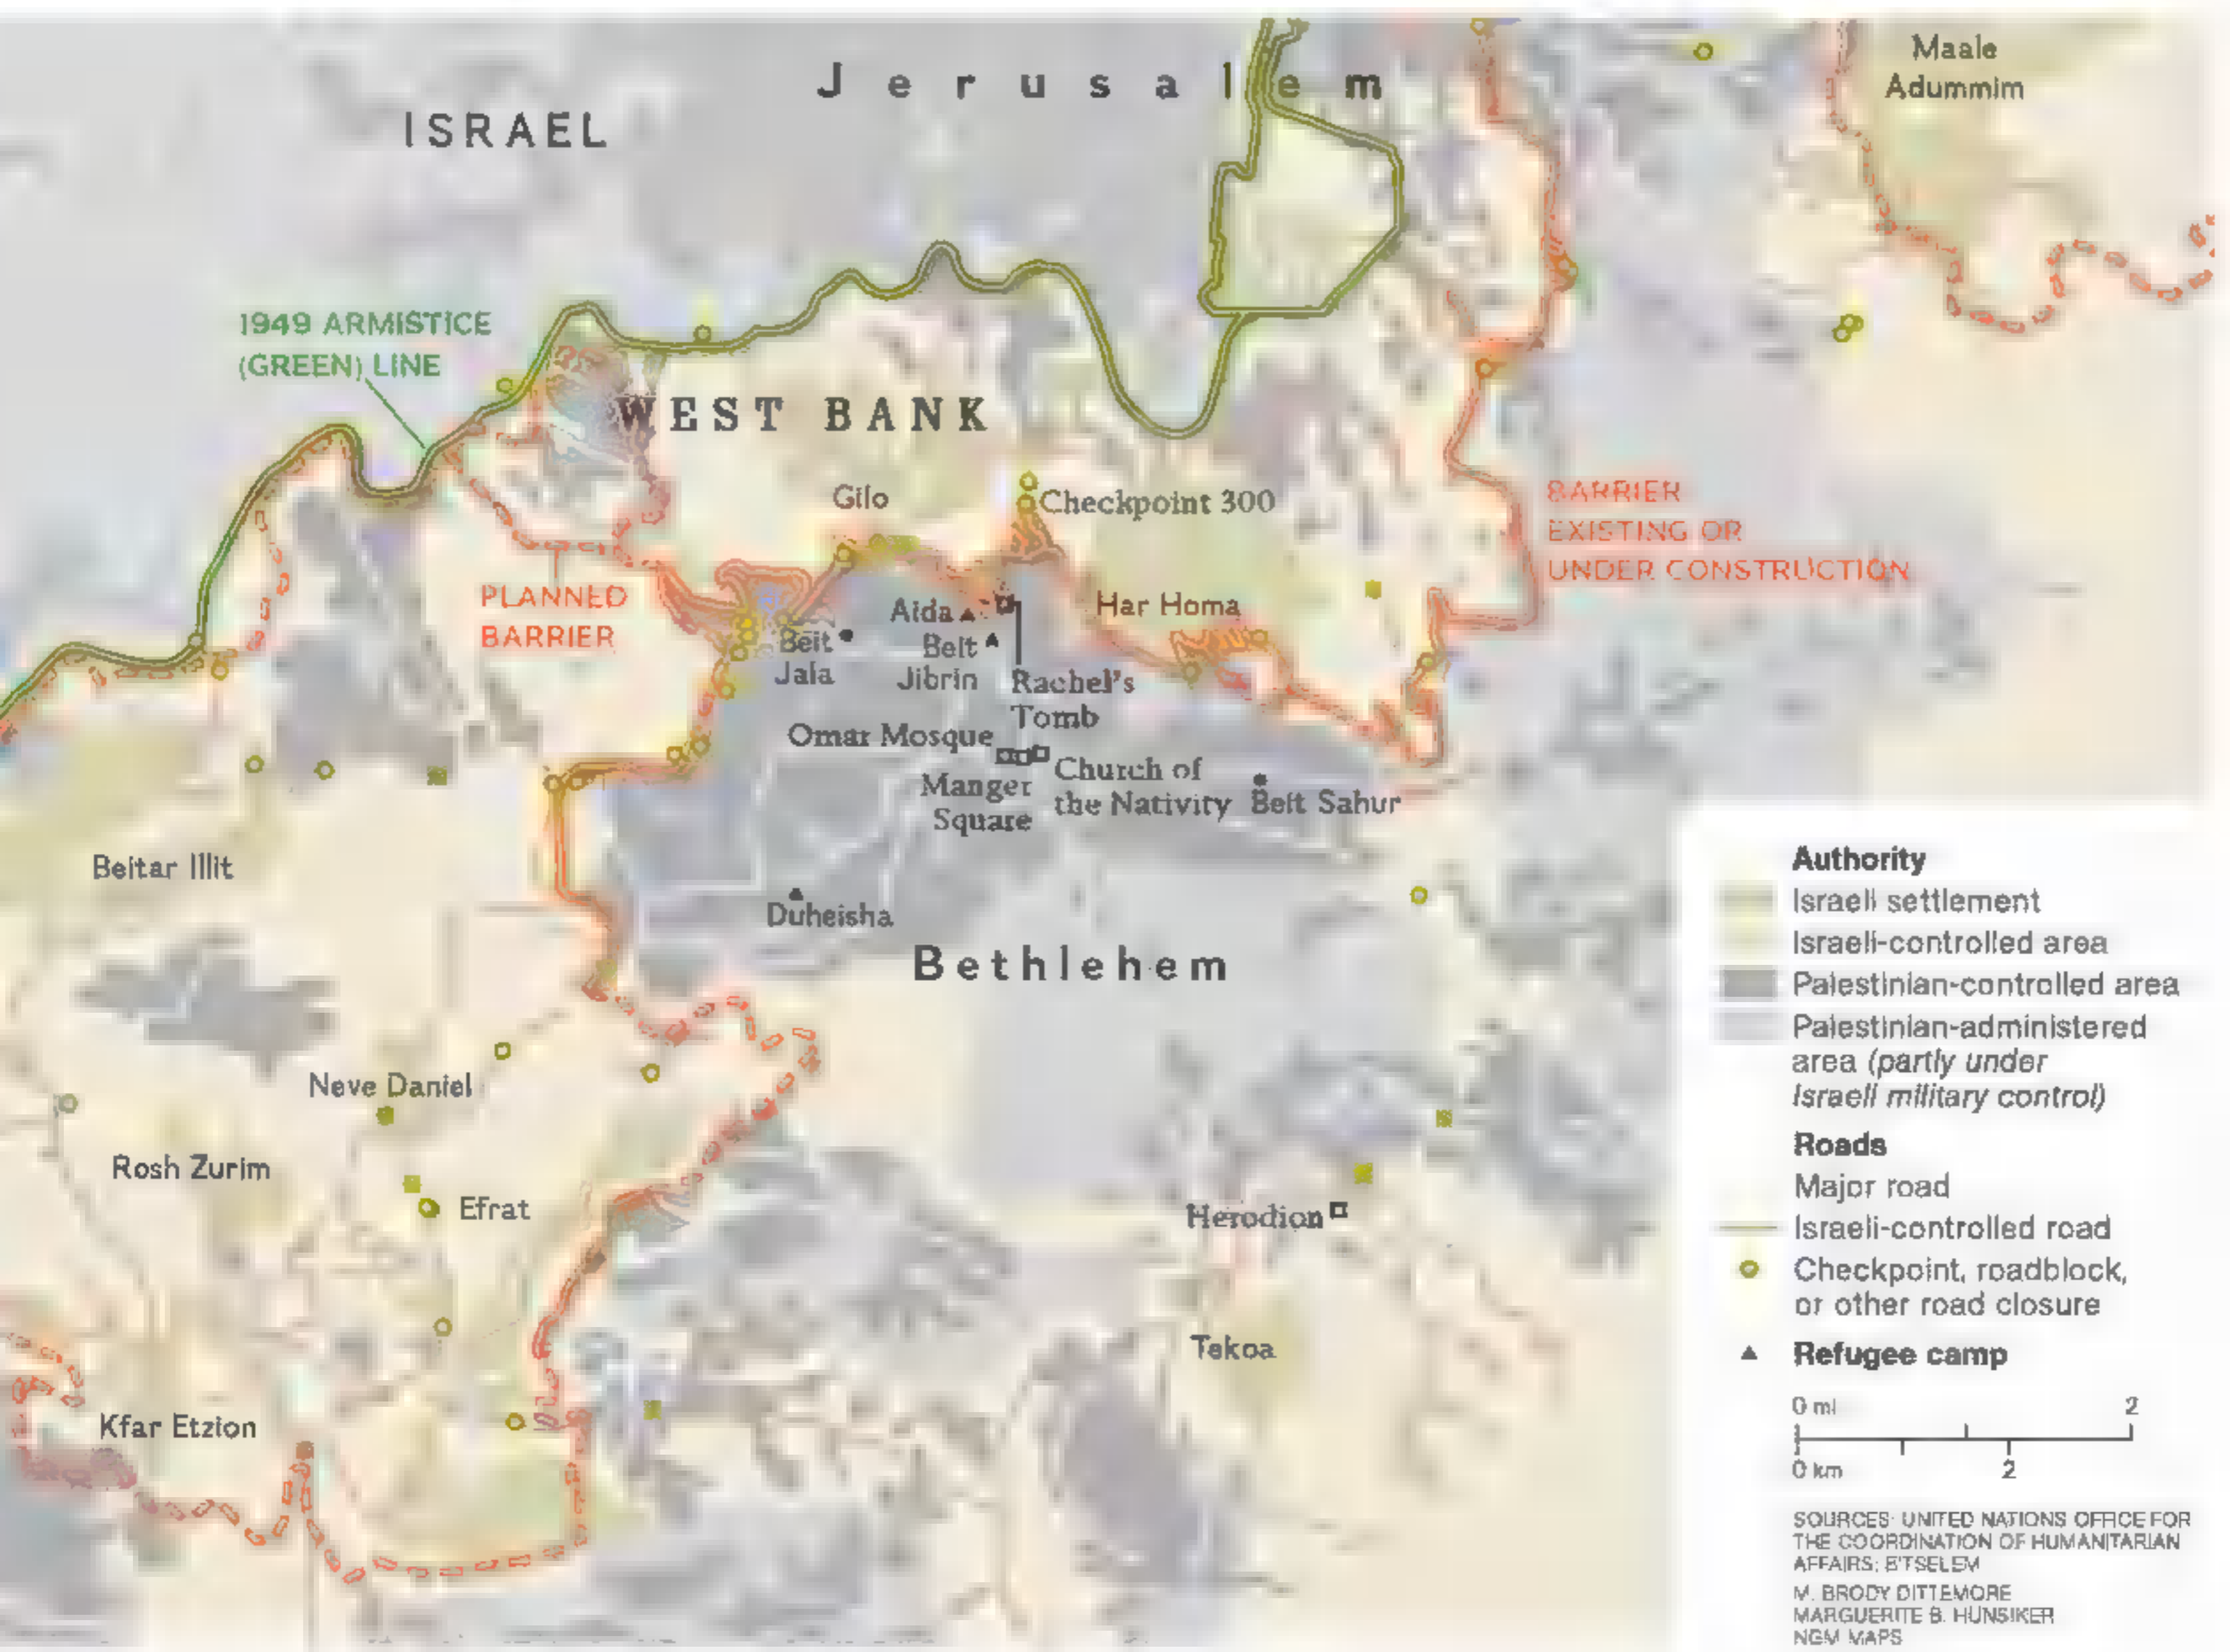 Jerusalem
Maale
Adummim
ISRAEL
1949 ARMISTICE
(GREEN) LINE
WEST BANK
Gilo
Checkpoint 300
BARRIER
EXISTING OR
UNDER CONSTRUCTION
PLANNED
BARRIER
Aida
Har Homa
Beit
Jala
Beit
Jibrin
Rachel's
Tomb
Omar Mosque
Manger
Square
Church of
the Nativity
Beit Sahur
Beitar Illit
Duheisha
Bethlehem
Neve Daniel
Rosh Zurim
Efrat
Herodion
Tekoa
Kfar Etzion
Authority
Israeli settlement
Israeli-controlled area
Palestinian-controlled area
Palestinian-administered
area (partly under
Israeli military control)
Roads
Major road
Israeli-controlled road
Checkpoint, roadblock,
or other road closure
Refugee camp
0 mi 2
0 km 2
SOURCES: UNITED NATIONS OFFICE FOR
THE COORDINATION OF HUMANITARIAN
AFFAIRS; B'TSELEM
M. BRODY DITTEMORE
MARGUERITE B. HUNSIKER
NGM MAPS